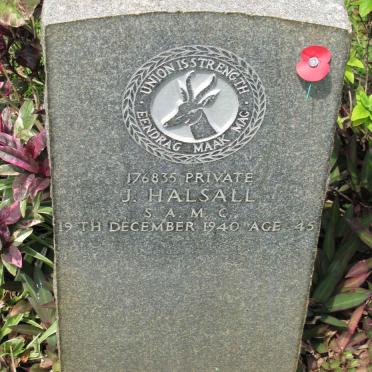 UNION IS STRENGTH
EENDRAG MAAK MAG
176835 PRIVATE
J. HALSALL
S. A. M. C.
19TH DECEMBER 1940 AGE 45